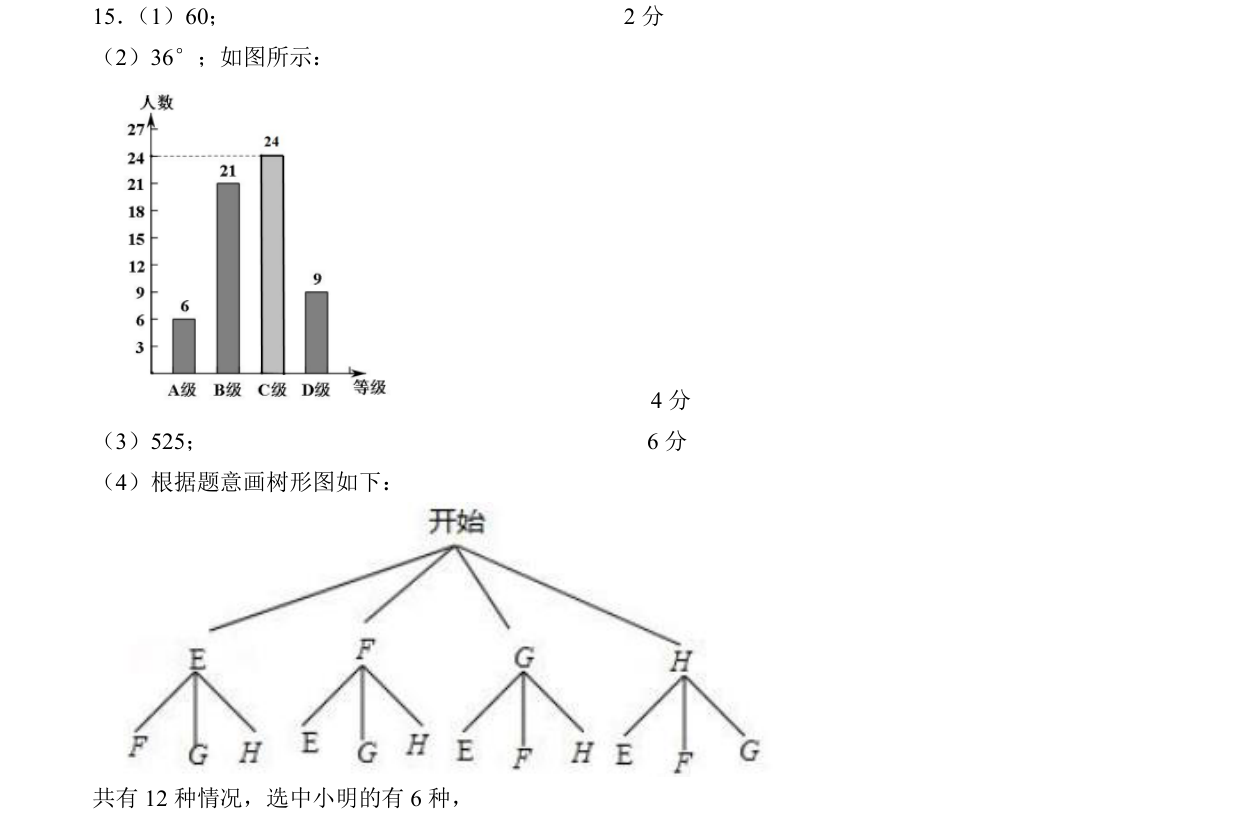 15.（1）60； 2 分
（2）36°；如图所示：
人数
27
24
24
21
21
18
15
12
9
9
6
6
3
A级 B级 C级 D级 等级
4 分
（3）525； 6 分
（4）根据题意画树形图如下：
开始
E F G H
F G H E G H E F H E F G
共有 12 种情况，选中小明的有 6 种，